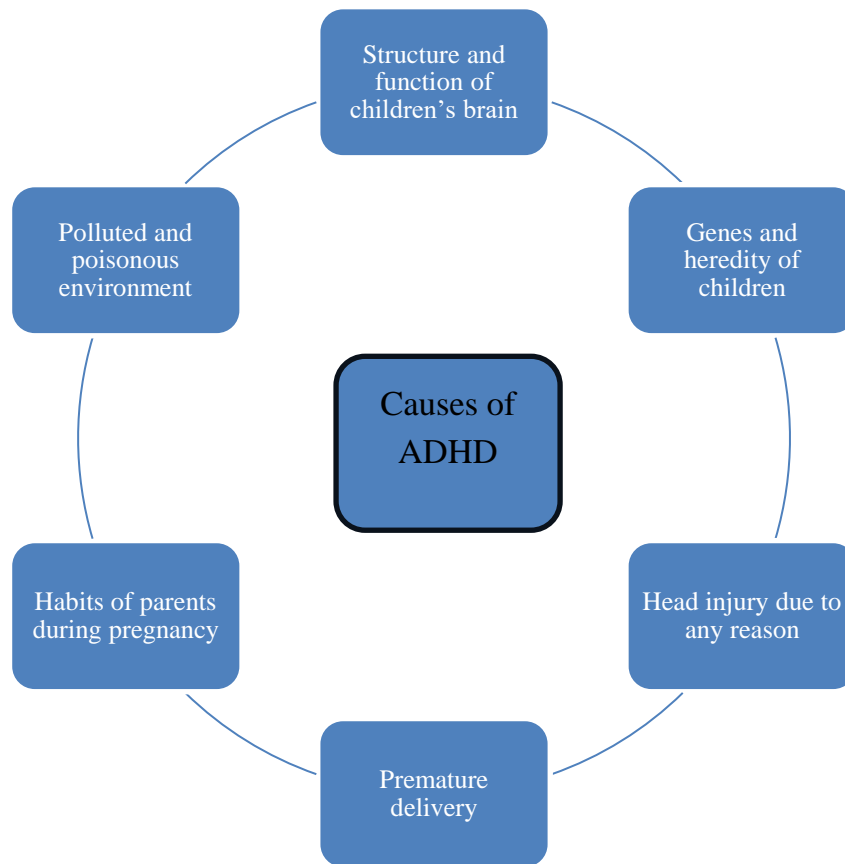 Structure and
function of
children’s brain
Genes and
heredity of
children
Head injury due to
any reason
Premature
delivery
Habits of parents
during pregnancy
Polluted and
poisonous
environment
Causes of
ADHD